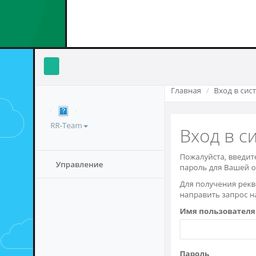 Главная / Вход в сист
RR-Team
Управление
Вход в си
Пожалуйста, введите
пароль для Вашей о
Для получения рекв
направить запрос на
Имя пользователя
Пароль